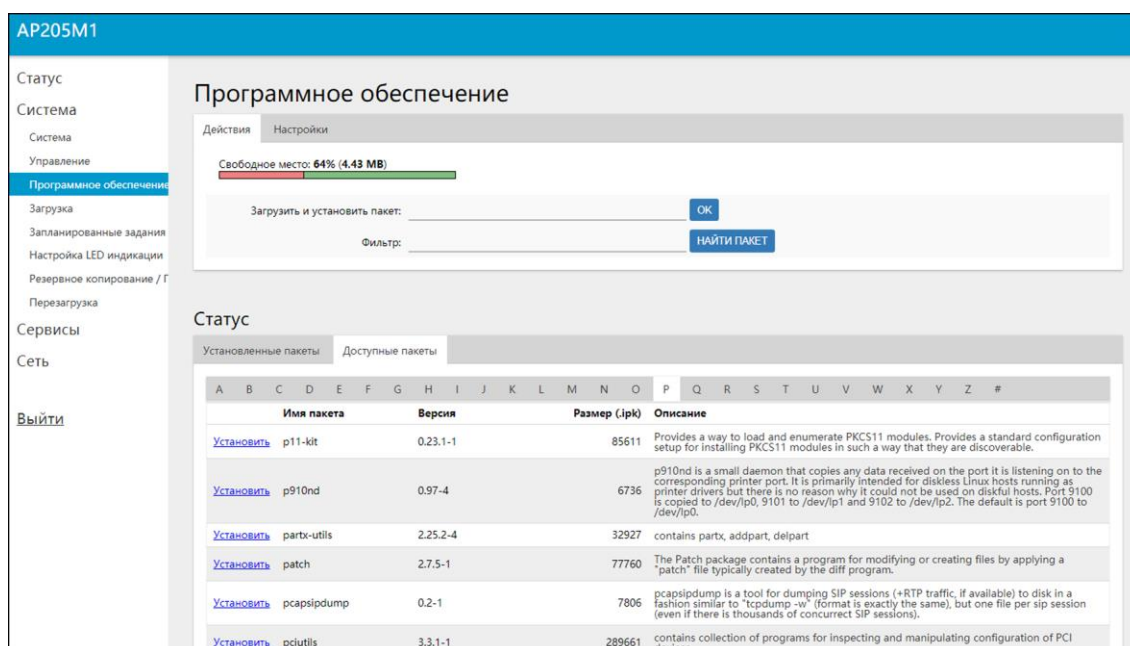 AP205M1
Статус
Система
Система
Управление
Программное обеспечение
Загрузка
Запланированные задания
Настройка LED индикации
Резервное копирование / П
Перезагрузка
Сервисы
Сеть
Выйти
Программное обеспечение
Действия Настройки
Свободное место: 64% (4.43 MB)
Загрузить и установить пакет: OK
Фильтр: НАЙТИ ПАКЕТ
Статус
Установленные пакеты Доступные пакеты
A B C D E F G H I J K L M N O P Q R S T U V W X Y Z #
Имя пакета Версия Размер (.ipk) Описание
Установить p11-kit 0.23.1-1 85611 Provides a way to load and enumerate PKCS11 modules. Provides a standard configuration
setup for installing PKCS11 modules in such a way that they are discoverable.
p910nd is a small daemon that copies any data received on the port it is listening on to the
corresponding printer port. It is primarily intended for diskless Linux hosts running as
Установить p910nd 0.97-4 6736 printer drivers but there is no reason why it could not be used on diskful hosts. Port 9100
is copied to /dev/lp0, 9101 to /dev/lp1 and 9102 to /dev/lp2. The default is port 9100 to
/dev/lp0.
Установить partx-utils 2.25.2-4 32927 contains partx, addpart, delpart
Установить patch 2.7.5-1 77760 The Patch package contains a program for modifying or creating files by applying a
"patch" file typically created by the diff program.
pcapsipdump is a tool for dumping SIP sessions (+RTP traffic, if available) to disk in a
Установить pcapsipdump 0.2-1 7806 fashion similar to "tcpdump -w" (format is exactly the same), but one file per sip session
(even if there is thousands of concurrect SIP sessions).
Установить pciutils 3.3.1-1 289661 contains collection of programs for inspecting and manipulating configuration of PCI